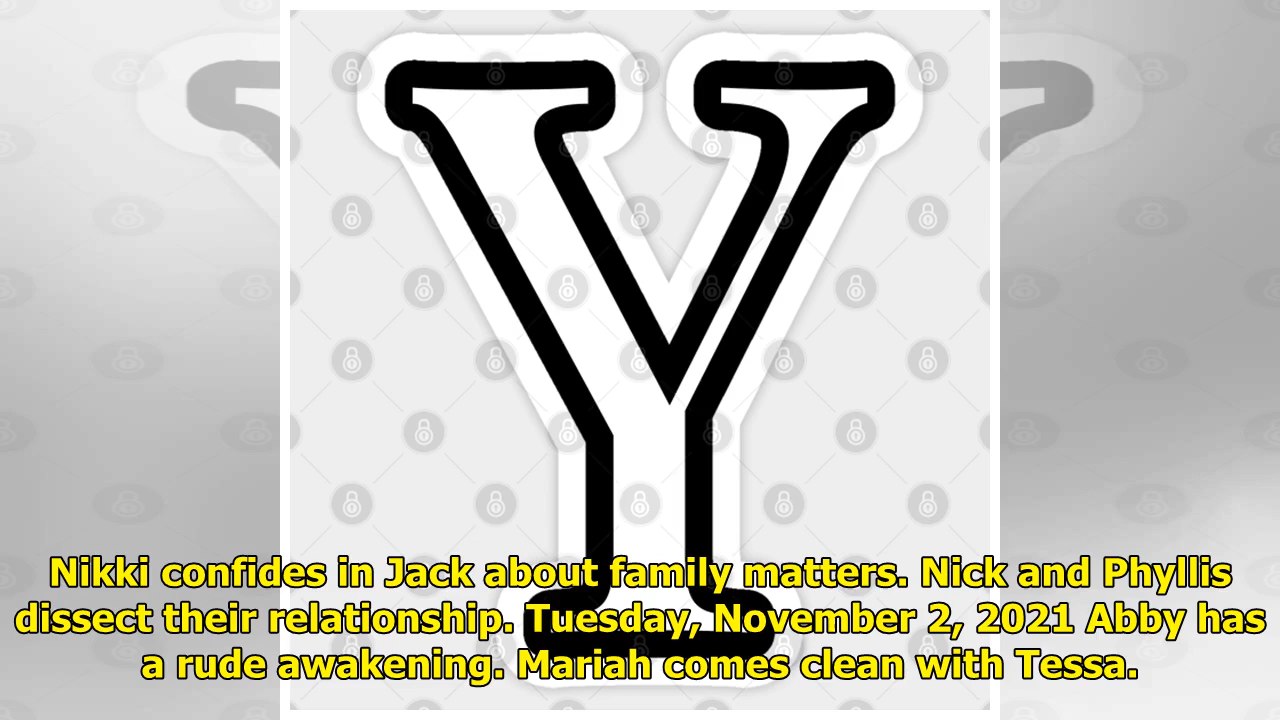 Y
Nikki confides in Jack about family matters. Nick and Phyllis
dissect their relationship. Tuesday, November 2, 2021 Abby has
a rude awakening. Mariah comes clean with Tessa.